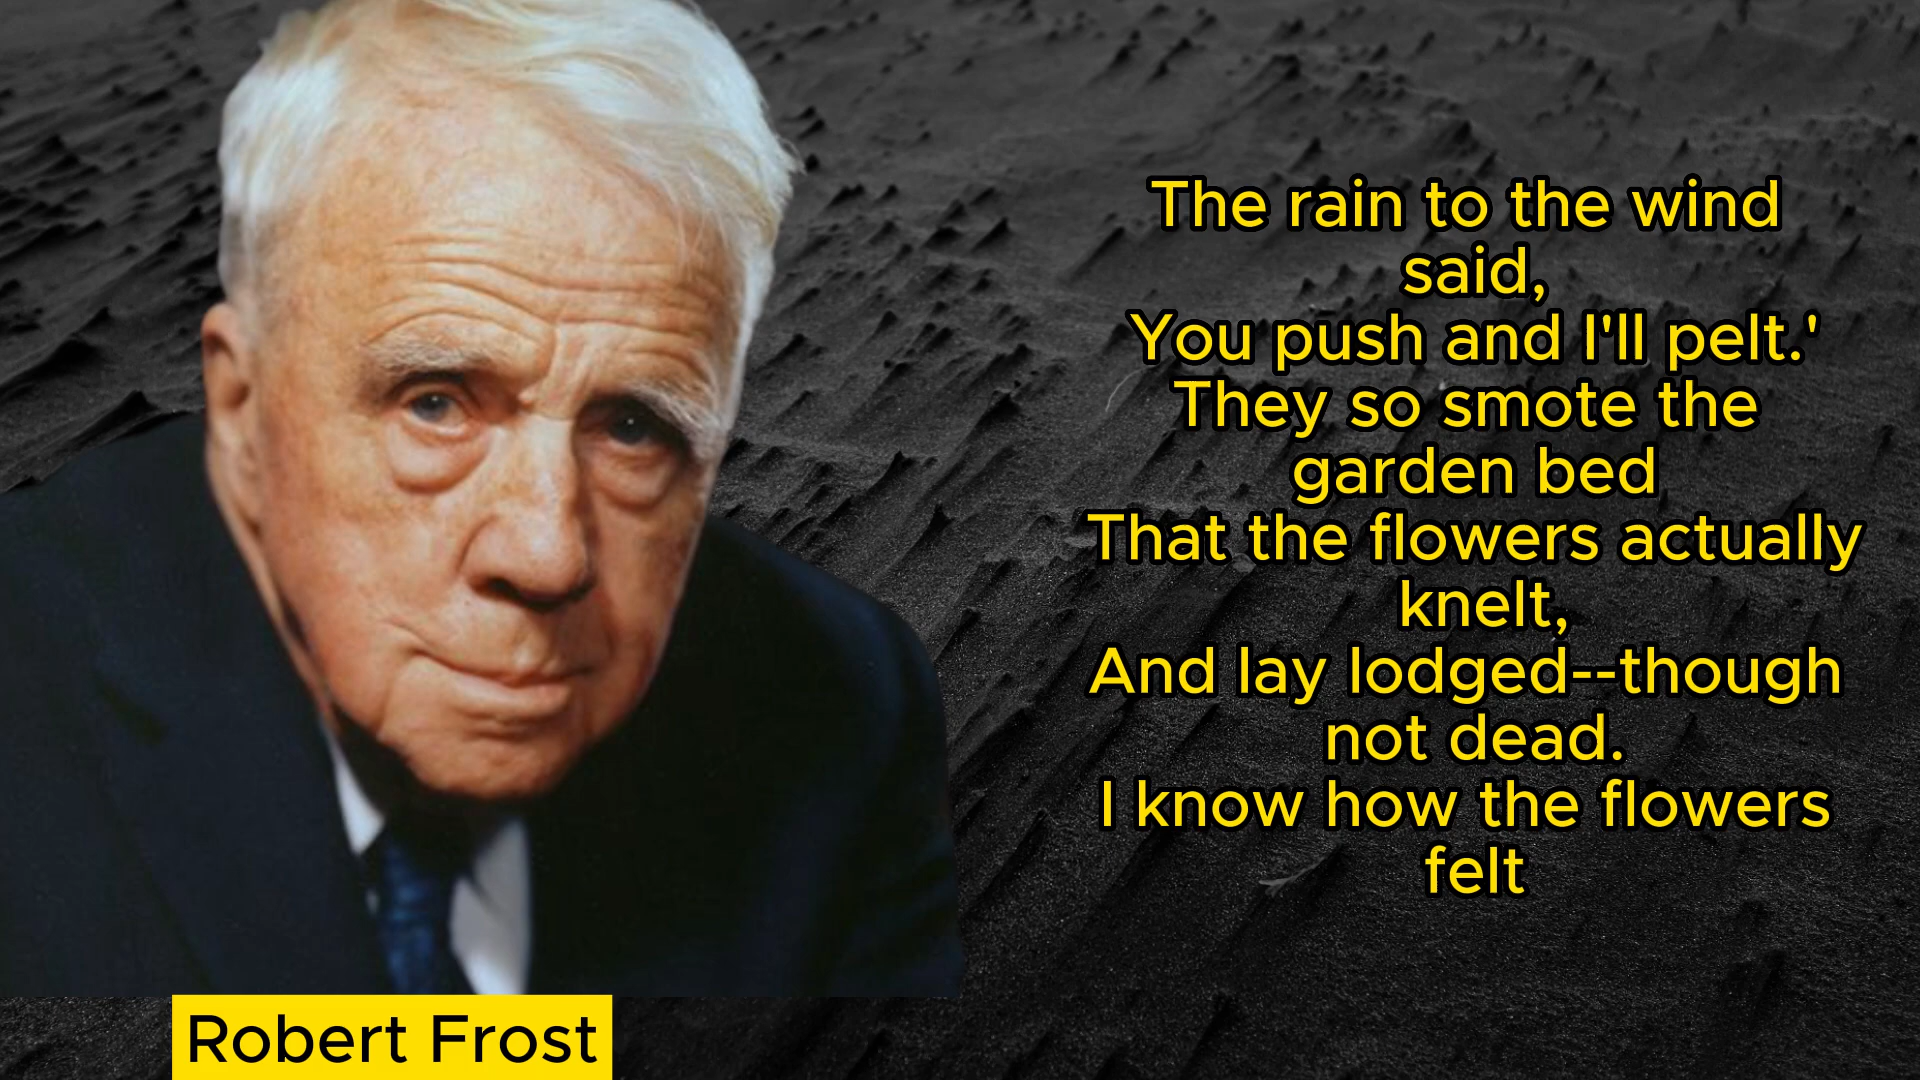 The rain to the wind
said,
You push and I'll pelt.'
They so smote the
garden bed
That the flowers actually
knelt,
And lay lodged--though
not dead.
I know how the flowers
felt
Robert Frost